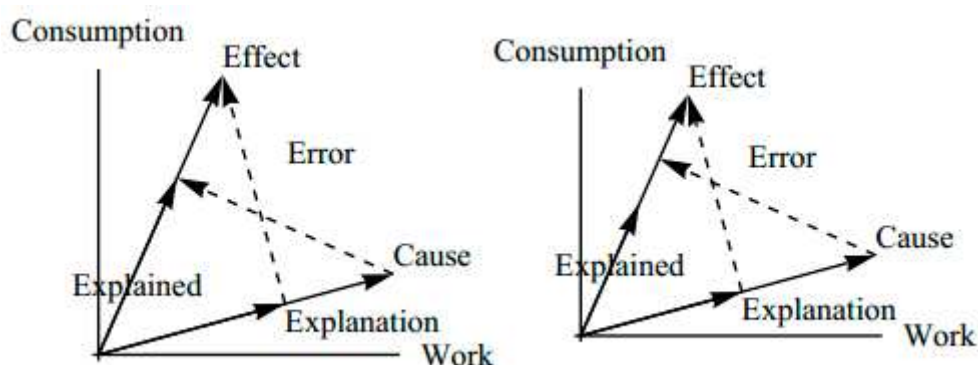 Consumption
Effect
Error
Cause
Explained
Explanation
Work
Consumption
Effect
Error
Cause
Explained
Explanation
Work